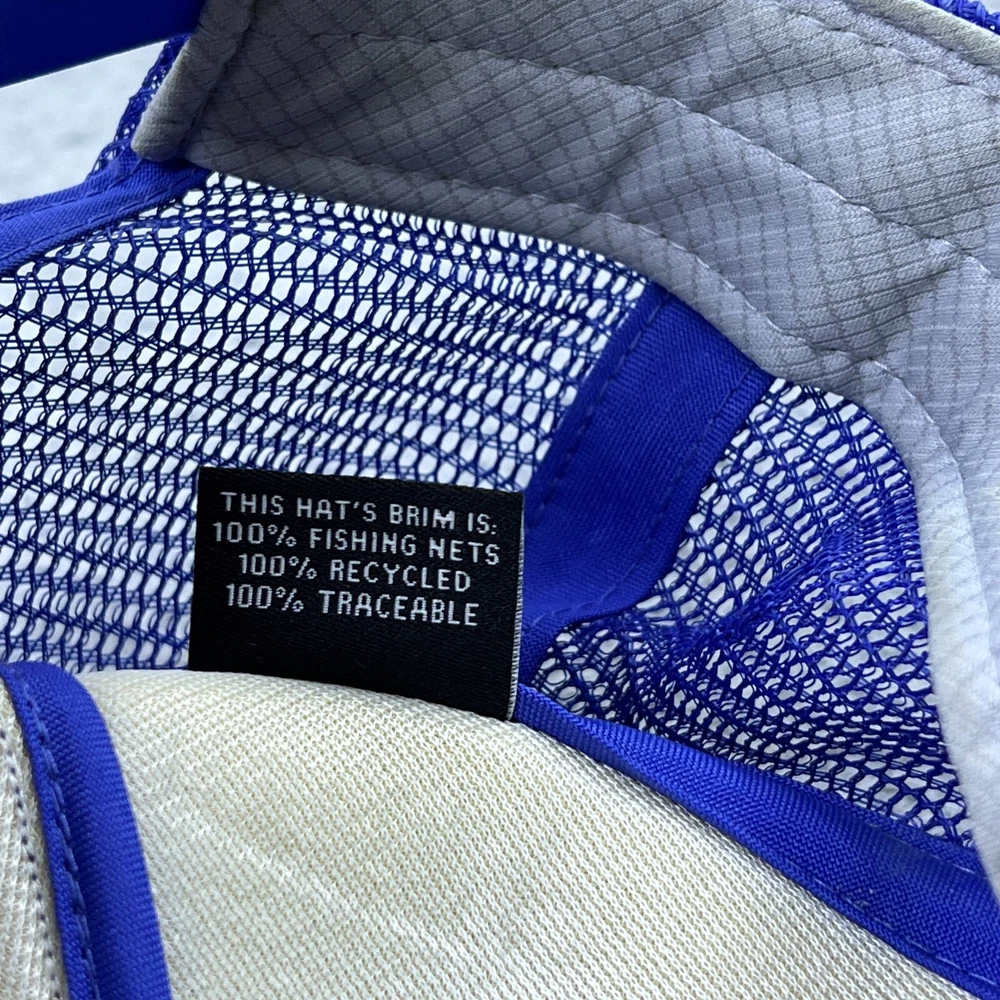 THIS HAT'S BRIM IS:
100% FISHING NETS
100% RECYCLED
100% TRACEABLE